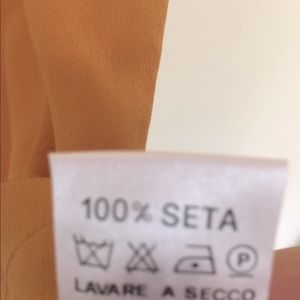 100% SETA
P
LAVARE A SECCO